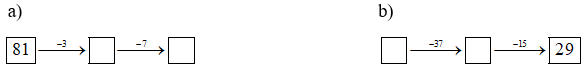 a) b)
81 –3 –7 –37 –15 29